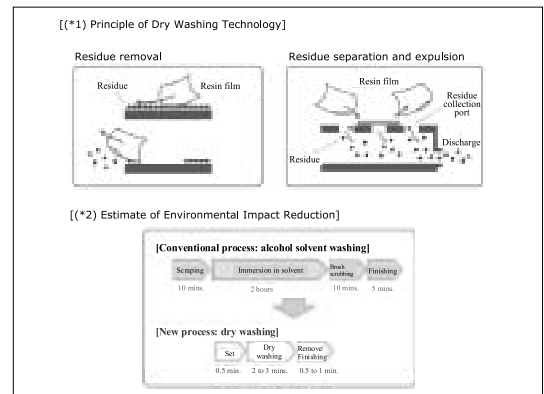 [(*1) Principle of Dry Washing Technology]
Residue removal
Residue separation and expulsion
Residue
Resin film
Resin film
Residue
collection
port
Discharge
Residue
[(*2) Estimate of Environmental Impact Reduction]
[Conventional process: alcohol solvent washing]
Scraping
Immersion in solvent
Brush
scrubbing
Finishing
10 mins.
2 hours
10 mins.
5 mins.
[New process: dry washing]
Set
Dry
washing
Remove/
Finishing
0.5 min.
2 to 3 mins.
0.5 to 1 min.